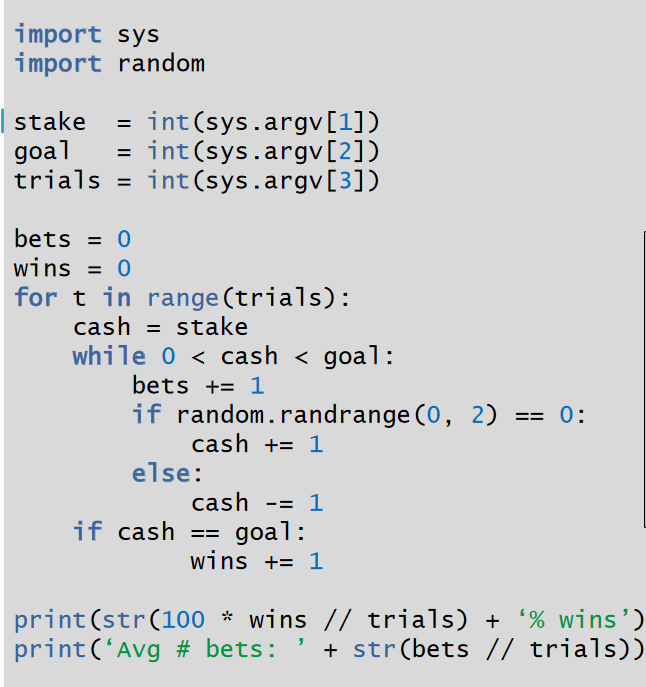 import sys
import random

stake  = int(sys.argv[1])
goal   = int(sys.argv[2])
trials = int(sys.argv[3])

bets = 0
wins = 0
for t in range(trials):
    cash = stake
    while 0 < cash < goal:
        bets += 1
        if random.randrange(0, 2) == 0:
            cash += 1
        else:
            cash -= 1
    if cash == goal:
            wins += 1

print(str(100 * wins // trials) + ‘% wins’)
print(‘Avg # bets: ’ + str(bets // trials))